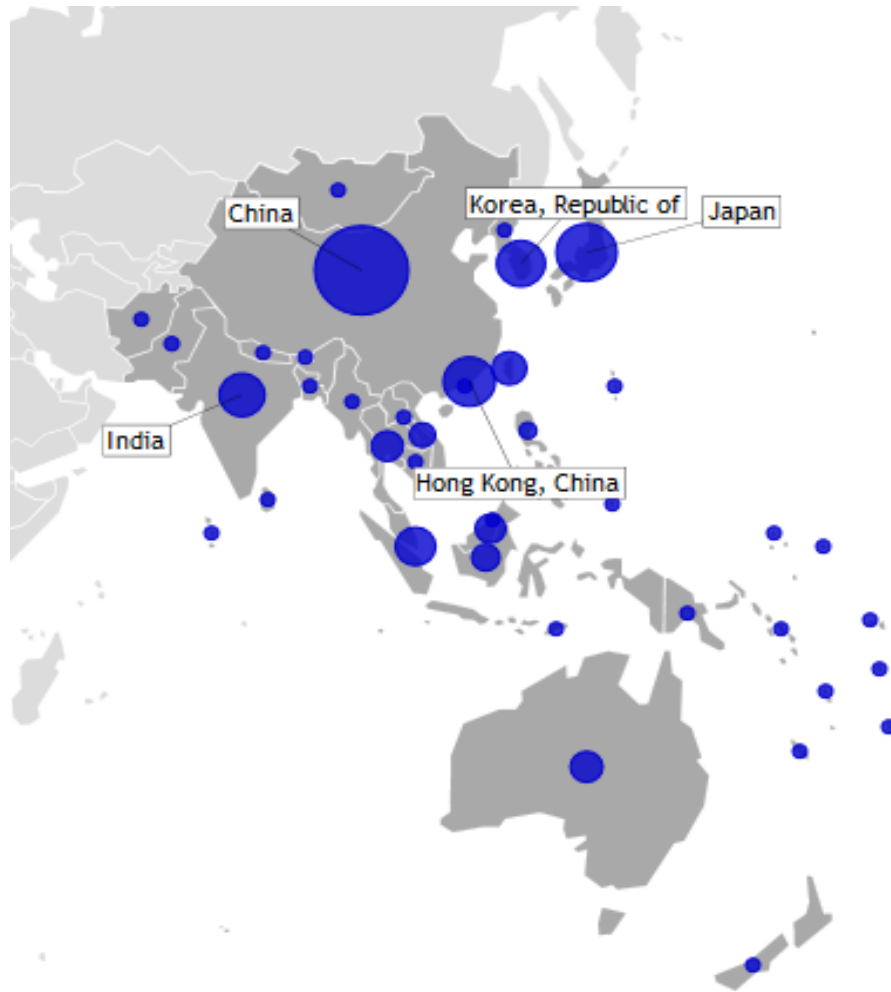 Korea, Republic of
China
Japan
India
Hong Kong, China